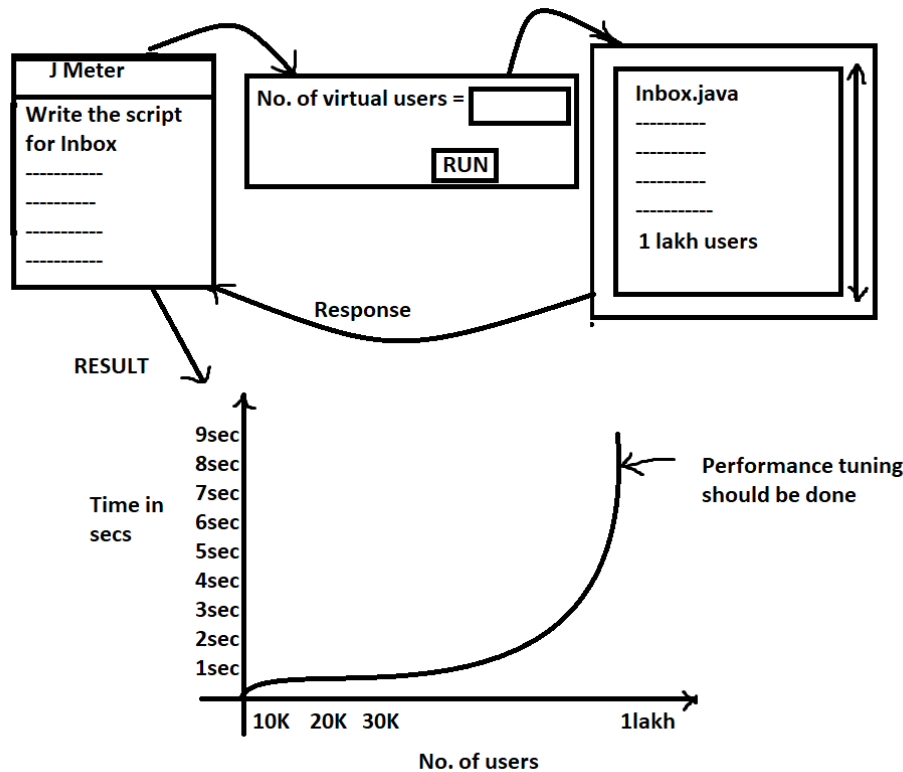 J Meter
Write the script
for Inbox
-----------
----------
-----------
-----------
No. of virtual users =
RUN
Inbox.java
----------
----------
----------
-----------
1 lakh users
Response
RESULT
Time in
secs
9sec
8sec
7sec
6sec
5sec
4sec
3sec
2sec
1sec
Performance tuning
should be done
10K 20K 30K 1lakh
No. of users